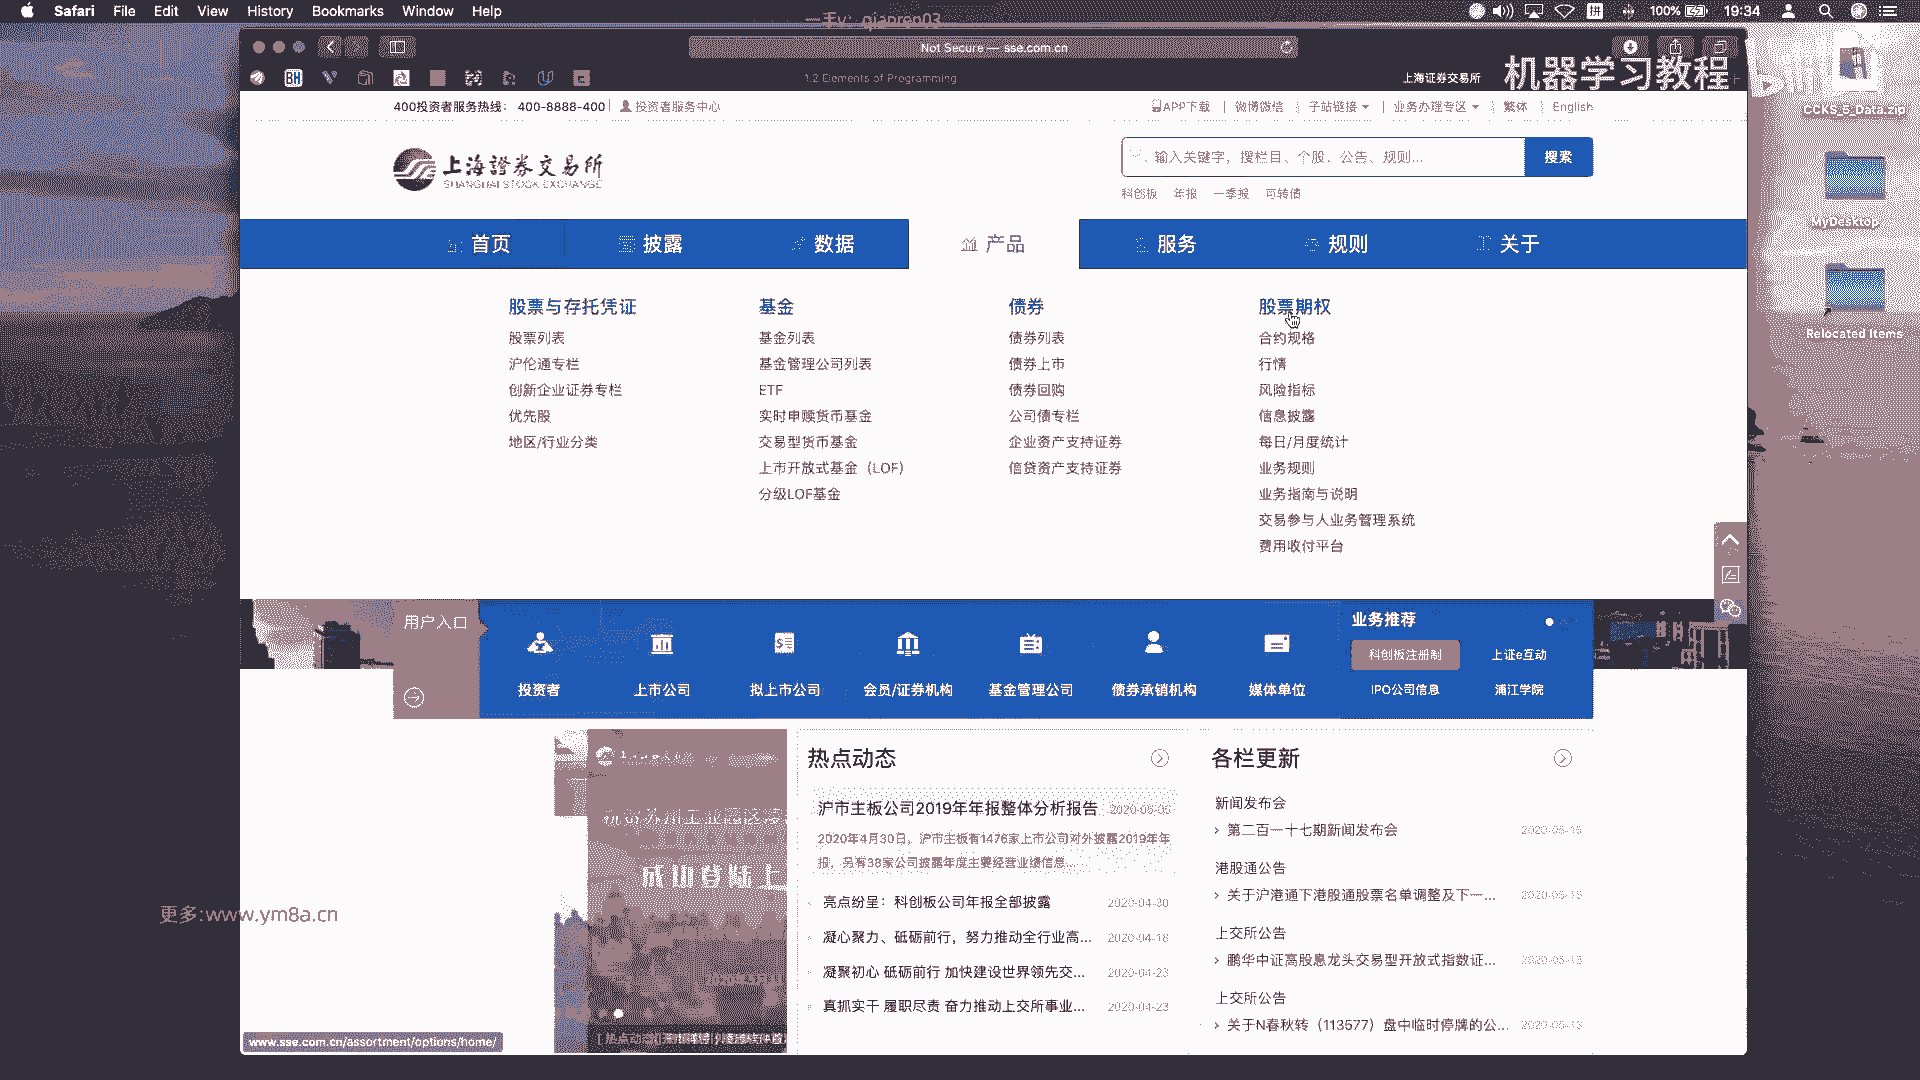 Safari File Edit View History Bookmarks Window Help
100%
19:34
一手v: qianren03
Not Secure — sse.com.cn
1.2 Elements of Programming
上海证券交易所
机器学习教程
CCKS_5_Data.zip
MyDesktop
Relocated Items
400投资者服务热线: 400-8888-400 投资者服务中心
APP下载 微博微信 子站链接 业务办理专区 繁体 English
上海證券交易所
SHANGHAI STOCK EXCHANGE
输入关键字，搜栏目、个股、公告、规则...
搜索
科创板 年报 一季报 可转债
首页 披露 数据 产品 服务 规则 关于
股票与存托凭证
股票列表
沪伦通专栏
创新企业证券专栏
优先股
地区/行业分类
基金
基金列表
基金管理公司列表
ETF
实时申赎货币基金
交易型货币基金
上市开放式基金（LOF）
分级LOF基金
债券
债券列表
债券上市
债券回购
公司债专栏
企业资产支持证券
信贷资产支持证券
股票期权
合约规格
行情
风险指标
信息披露
每日/月度统计
业务规则
业务指南与说明
交易参与人业务管理系统
费用收付平台
用户入口
投资者 上市公司 拟上市公司 会员/证券机构 基金管理公司 债券承销机构 媒体单位
业务推荐
科创板注册制 上证e互动
IPO公司信息 浦江学院
成功登陆上
热点动态
沪市主板公司2019年年报整体分析报告
2020年4月30日，沪市主板有1476家上市公司对外披露2019年年
报，另有38家公司披露年度主要经营业绩信息...
亮点纷呈：科创板公司年报全部披露 2020-04-30
凝心聚力、砥砺前行，努力推动全行业高...
凝聚初心 砥砺前行 加快建设世界领先交... 2020-04-23
真抓实干 履职尽责 奋力推动上交所事业... 2020-04-23
各栏更新
新闻发布会
第二百一十七期新闻发布会
港股通公告
关于沪港通下港股通股票名单调整及下一...
上交所公告
鹏华中证高股息龙头交易型开放式指数证...
上交所公告
关于N春秋转（113577）盘中临时停牌的公...
更多:www.ym8a.cn
www.sse.com.cn/assortment/options/home/